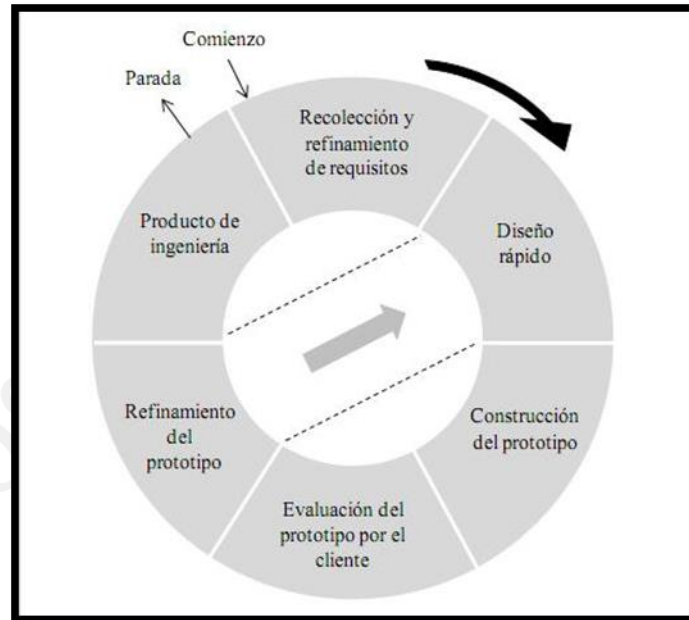 Comienzo
Parada
Recolección y
refinamiento
de requisitos
Diseño
rápido
Construcción
del prototipo
Evaluación del
prototipo por el
cliente
Refinamiento
del
prototipo
Producto de
ingeniería